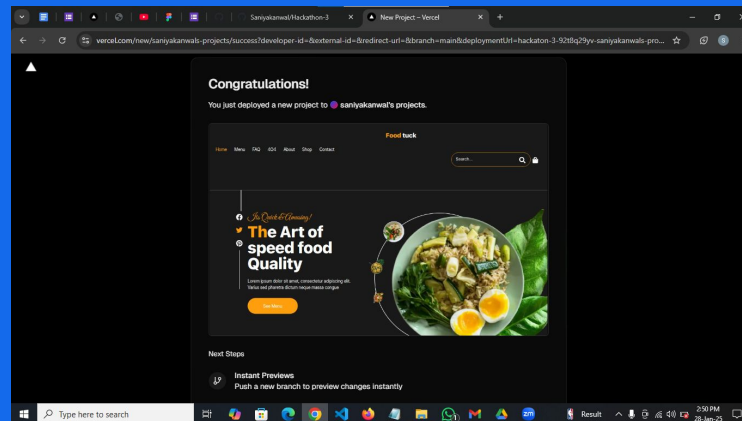 Saniyakanwal/Hackathon-3
New Project – Vercel
vercel.com/new/saniyakanwals-projects/success?developer-id=&external-id=&redirect-url=&branch=main&deploymentUrl=hackaton-3-92t8q29yv-saniyakanwals-pro...
Congratulations!
You just deployed a new project to saniyakanwal's projects.
Food tuck
Home Menu FAQ 404 About Shop Contact
Search...
Its Quick & Amusing!
The Art of
speed food
Quality
Lorem ipsum dolor sit amet, consectetur adipiscing elit.
Varius sed pharetra dictum neque massa congue
See Menu
Next Steps
Instant Previews
Push a new branch to preview changes instantly
Type here to search
zm
Result
2:50 PM
28-Jan-25